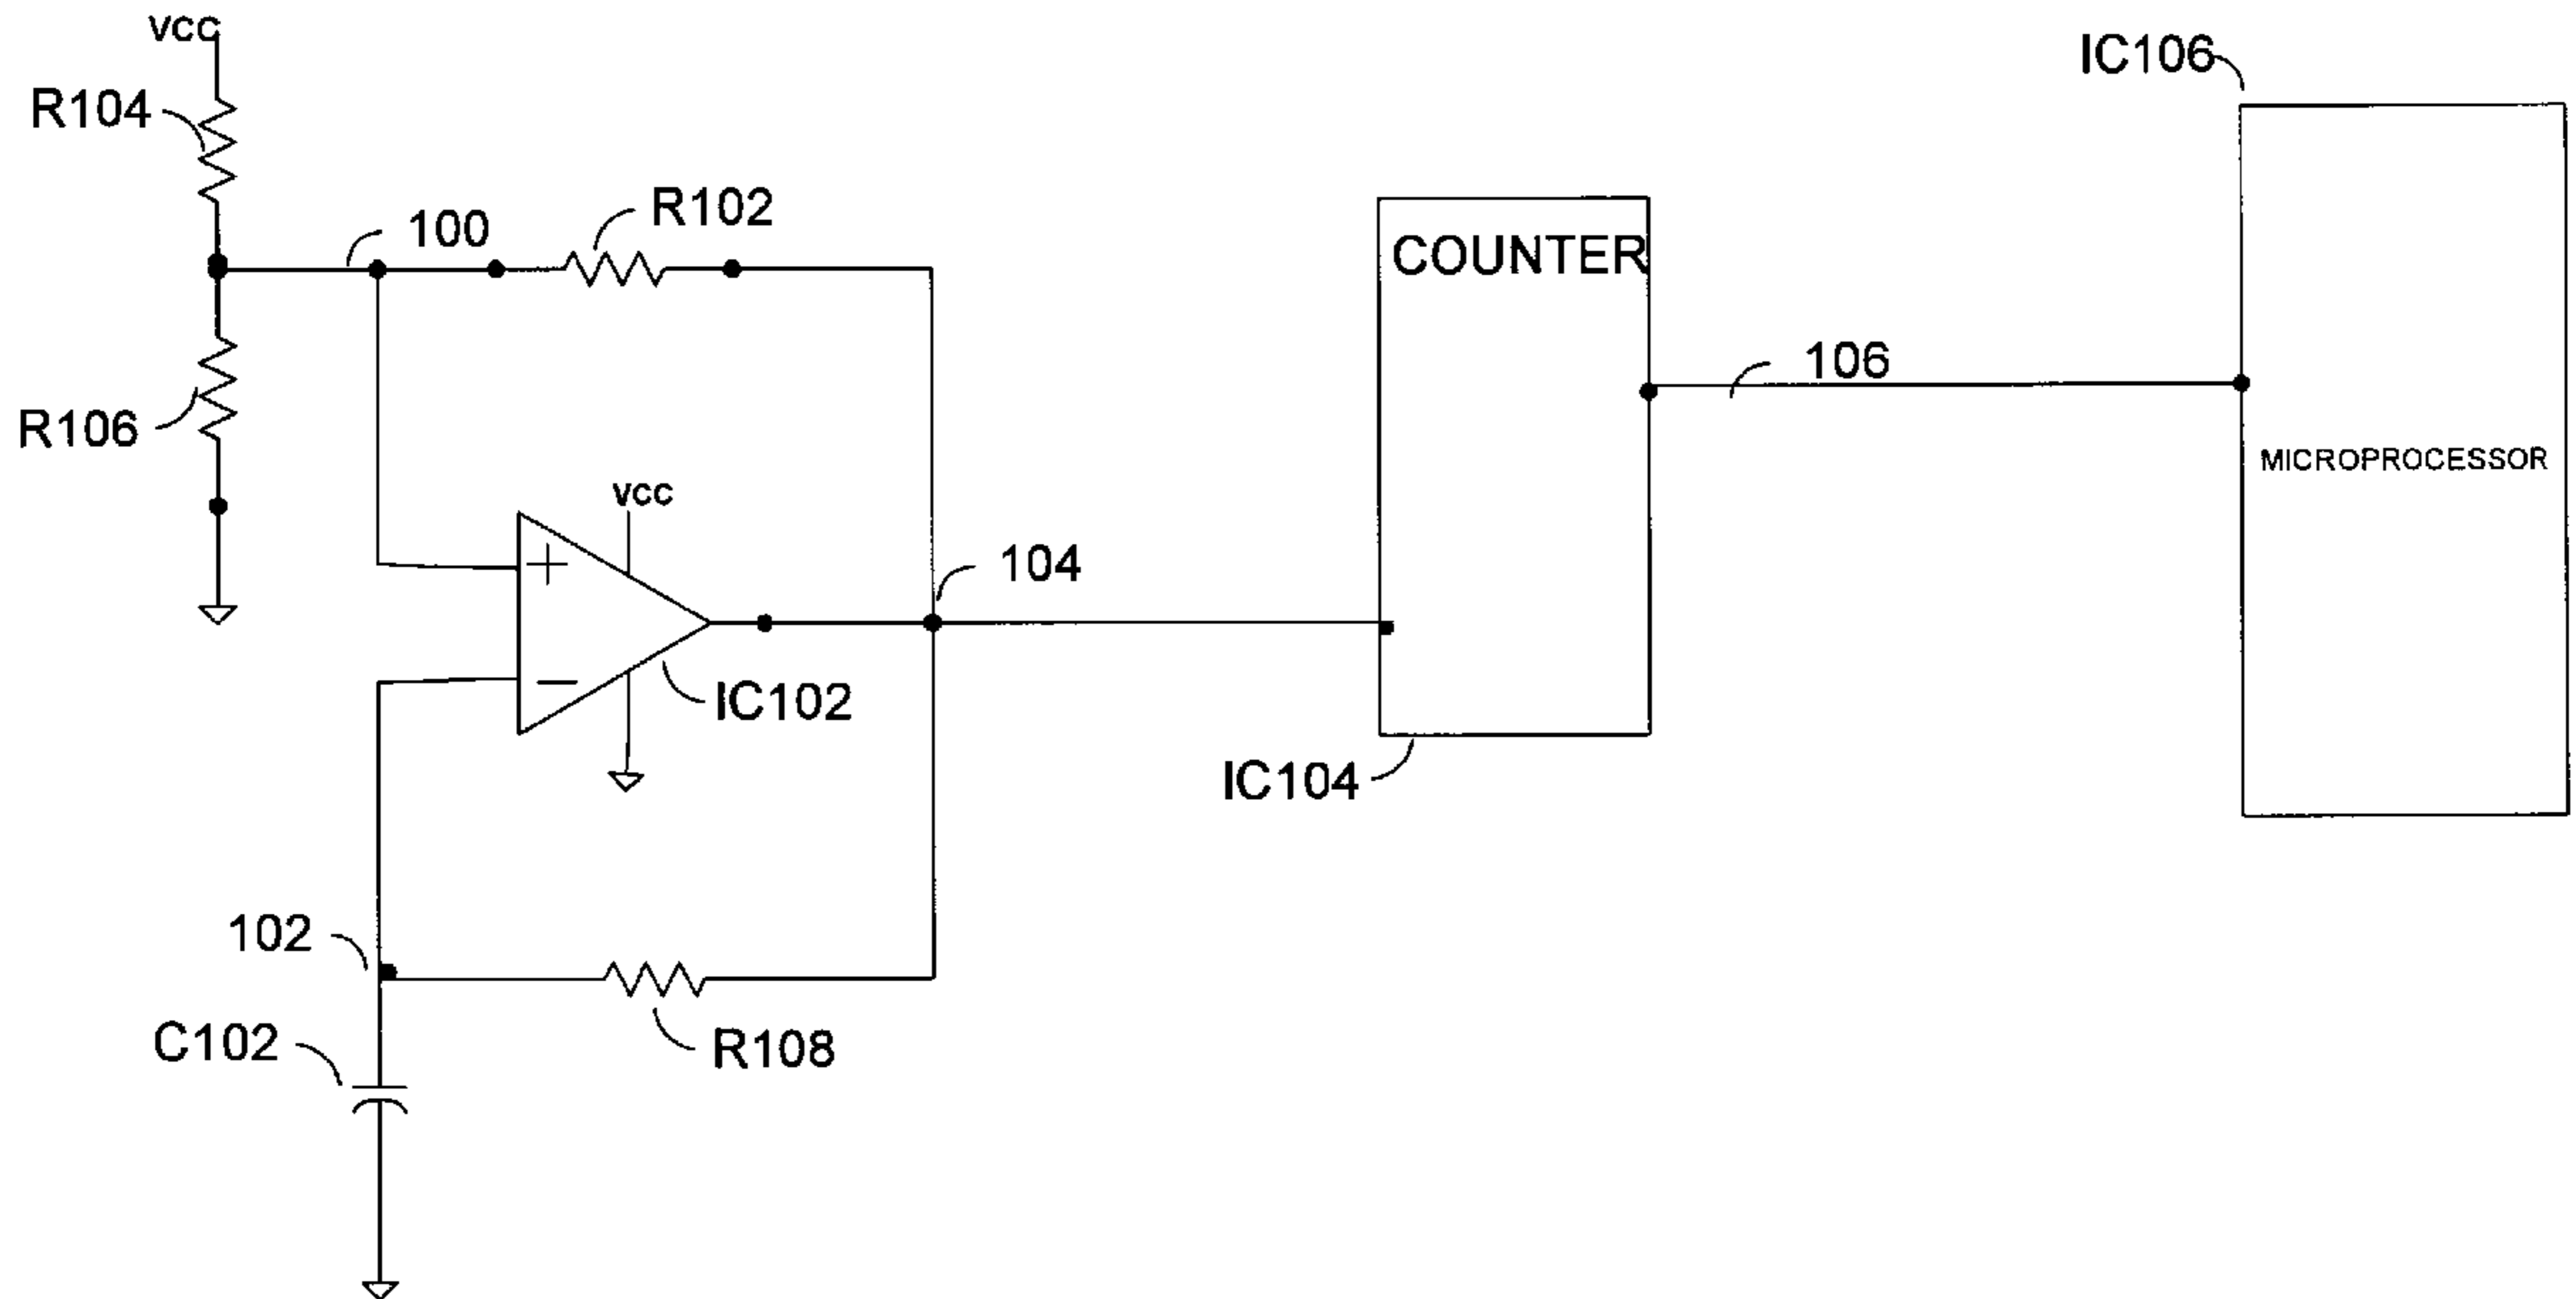 VCC
IC106
R104
R102
100
COUNTER
106
R106
MICROPROCESSOR
VCC
+
104
−
IC102
IC104
102
C102
R108